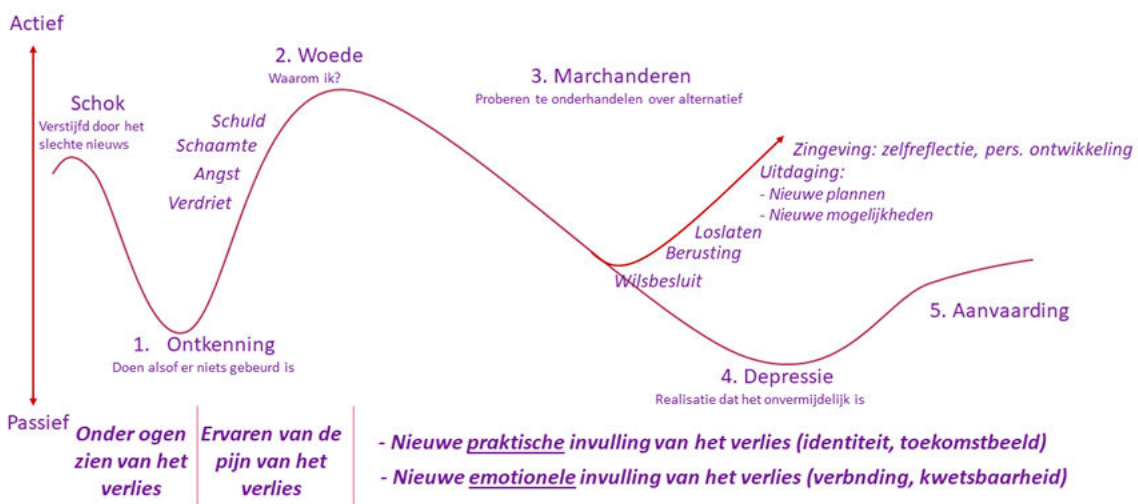 Actief
2. Woede
Waarom ik?
3. Marchanderen
Proberen te onderhandelen over alternatief
Schok
Verstijfd door het
slechte nieuws
Schuld
Schaamte
Angst
Verdriet
Zingeving: zelfreflectie, pers. ontwikkeling
Uitdaging:
- Nieuwe plannen
- Nieuwe mogelijkheden
Loslaten
Berusting
Wilsbesluit
5. Aanvaarding
1. Ontkenning
Doen alsof er niets gebeurd is
4. Depressie
Realisatie dat het onvermijdelijk is
Passief
Onder ogen
zien van het
verlies
Ervaren van de
pijn van het
verlies
- Nieuwe praktische invulling van het verlies (identiteit, toekomstbeeld)
- Nieuwe emotionele invulling van het verlies (verbnding, kwetsbaarheid)